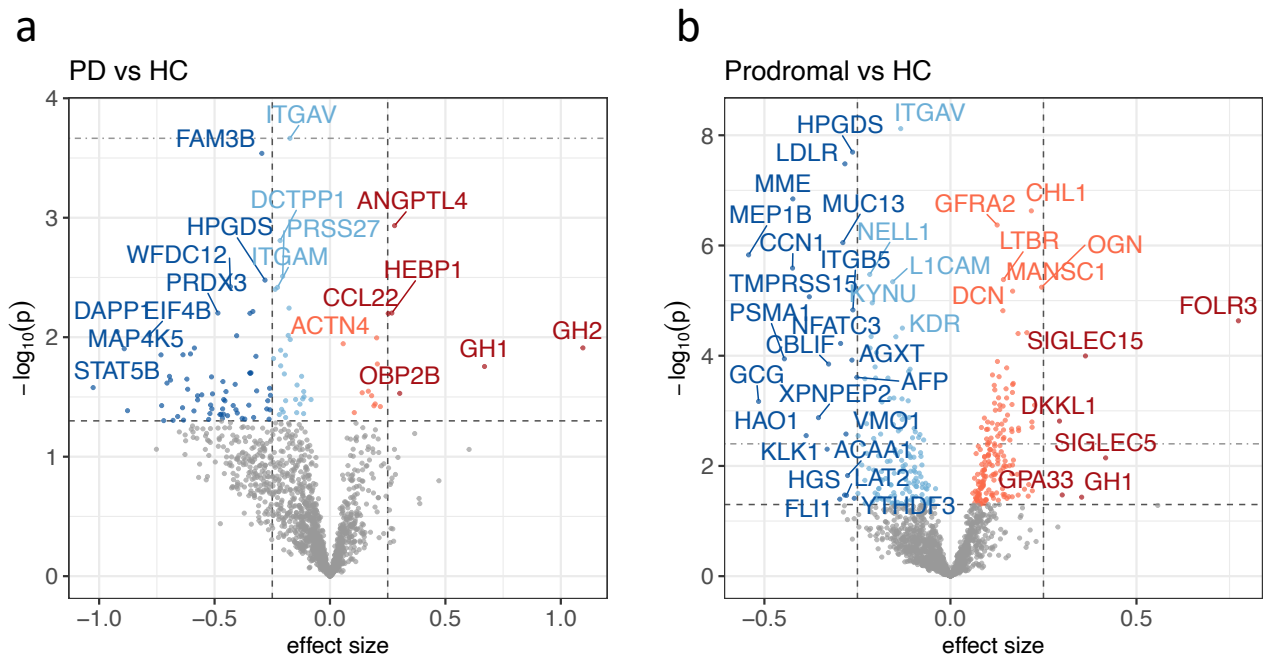 a
PD vs HC
4
3
2
1
0
−log10(p)
−1.0
−0.5
0.0
0.5
1.0
effect size
ITGAV
FAM3B
DCTPP1
ANGPTL4
HPGDS
PRSS27
WFDC12
ITGAM
HEBP1
PRDX3
CCL22
DAPP1
EIF4B
ACTN4
MAP4K5
GH2
GH1
STAT5B
OBP2B
b
Prodromal vs HC
8
6
4
2
0
−log10(p)
−0.5
0.0
0.5
effect size
ITGAV
HPGDS
LDLR
MME
CHL1
MUC13
GFRA2
MEP1B
NELL1
CCN1
LTBR
OGN
ITGB5
L1CAM
MANSC1
TMPRSS15
KYNU
DCN
FOLR3
PSMA1
NFATC3
KDR
SIGLEC15
CBLIF
AGXT
GCG
AFP
XPNPEP2
DKKL1
HAO1
VMO1
SIGLEC5
KLK1
ACAA1
HGS
LAT2
GPA33
GH1
FLI1
YTHDF3